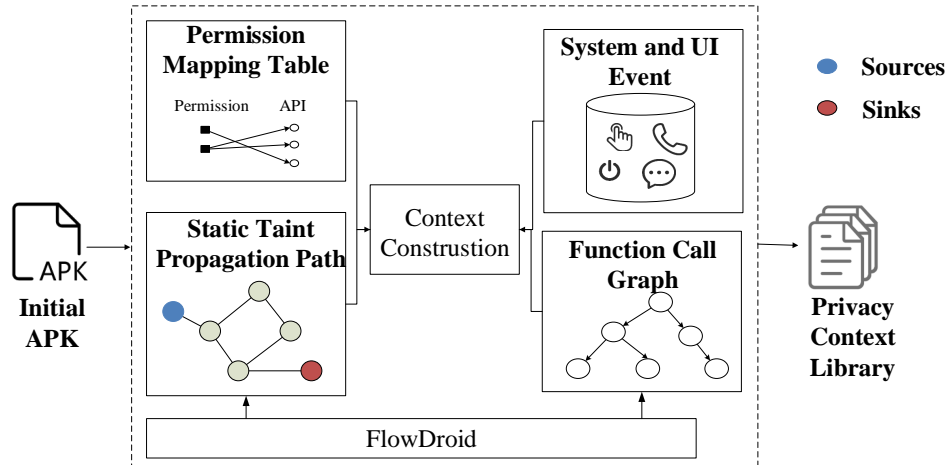 Permission
Mapping Table
Permission API
System and UI
Event
Sources
Sinks
APK
Initial
APK
Static Taint
Propagation Path
Context
Constrution
Function Call
Graph
Privacy
Context
Library
FlowDroid